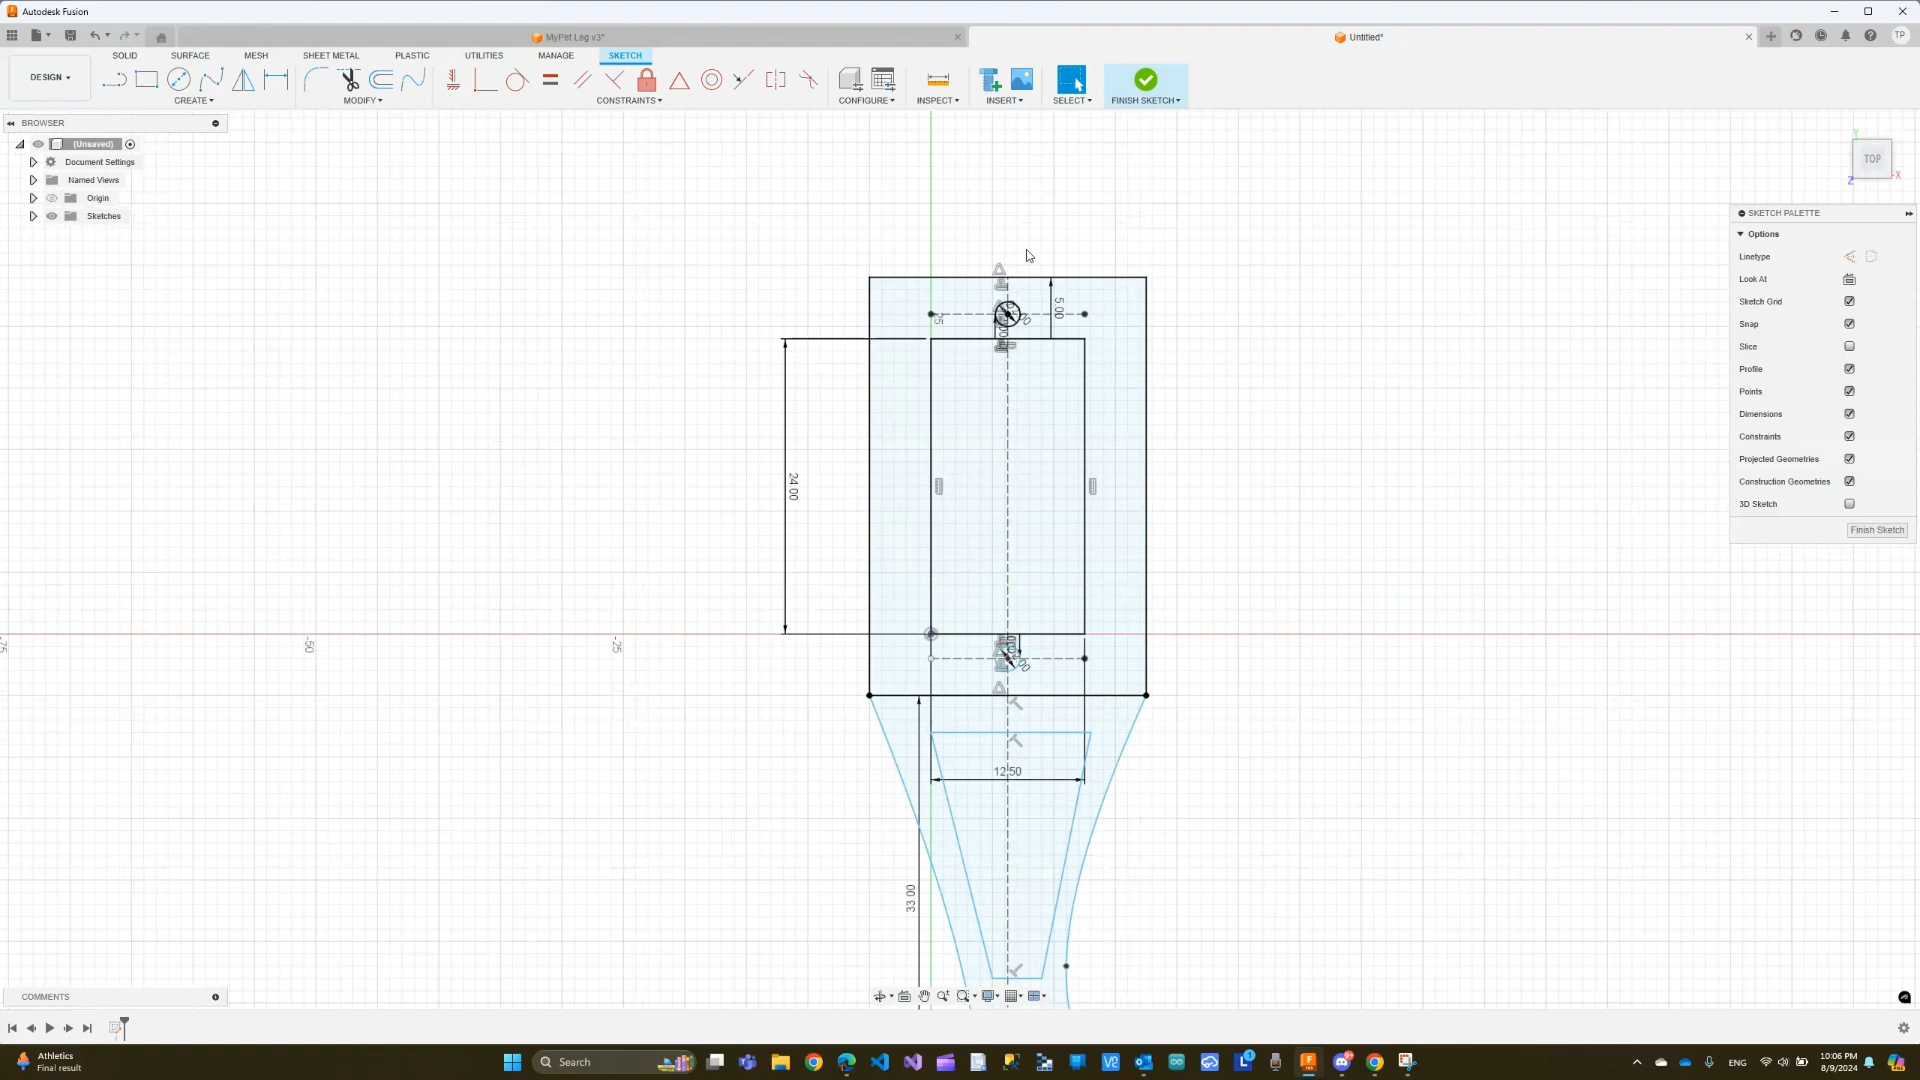 Autodesk Fusion
MyPet Leg v3*
Untitled*
TP
DESIGN
SOLID SURFACE MESH SHEET METAL PLASTIC UTILITIES MANAGE SKETCH
CREATE MODIFY CONSTRAINTS CONFIGURE INSPECT INSERT SELECT FINISH SKETCH
BROWSER
(Unsaved)
Document Settings
Named Views
Origin
Sketches
TOP
X
Z
SKETCH PALETTE
Options
Linetype
Look At
Sketch Grid
Snap
Slice
Profile
Points
Dimensions
Constraints
Projected Geometries
Construction Geometries
3D Sketch
Finish Sketch
5.00
25
24.00
-75
-50
-25
12.50
33.00
COMMENTS
Athletics
Final result
Search
ENG
10:06 PM
8/9/2024